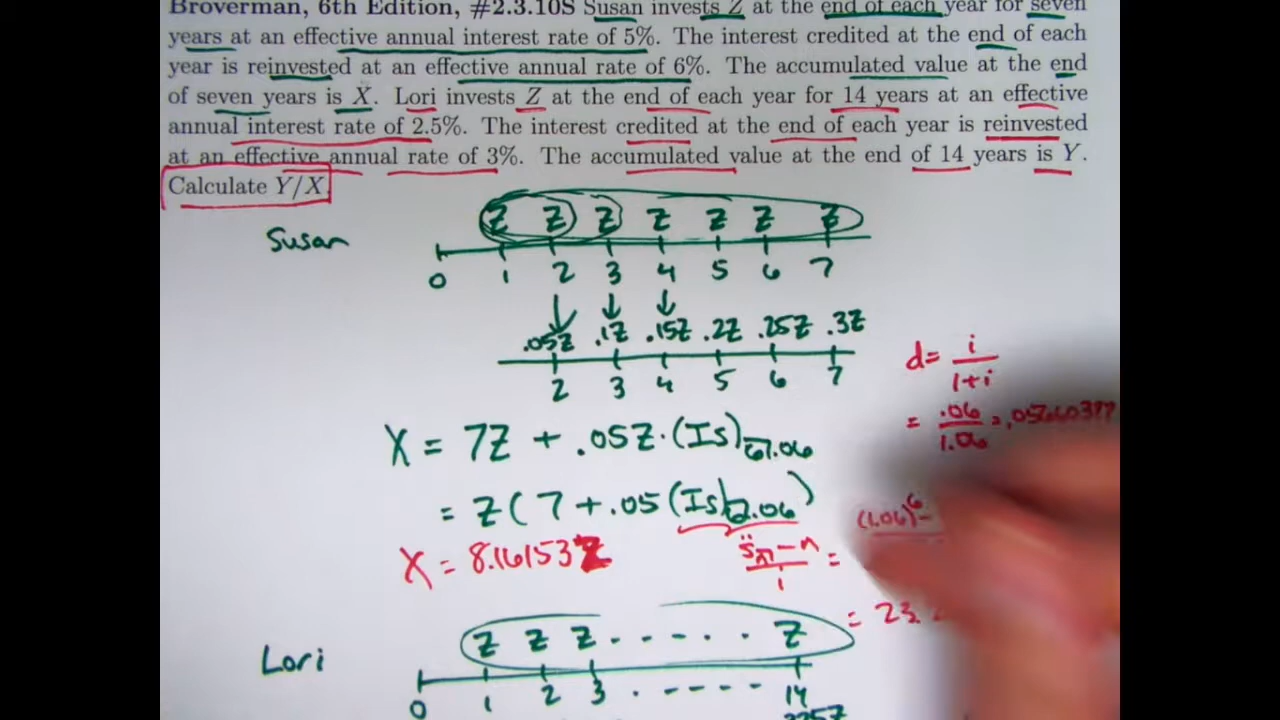 Broverman, 6th Edition, #2.3.10S Susan invests Z at the end of each year for seven
years at an effective annual interest rate of 5%. The interest credited at the end of each
year is reinvested at an effective annual rate of 6%. The accumulated value at the end
of seven years is X. Lori invests Z at the end of each year for 14 years at an effective
annual interest rate of 2.5%. The interest credited at the end of each year is reinvested
at an effective annual rate of 3%. The accumulated value at the end of 14 years is Y.
Calculate Y/X
Susan
Z Z Z Z Z Z Z
0 1 2 3 4 5 6 7
.05Z .1Z .15Z .2Z .25Z .3Z
2 3 4 5 6 7
d = i/(1+i)
= .06/1.06 = .05660377
X = 7Z + .05Z·(Is)6̅|.06
= Z(7 + .05(Is)6̅|.06)
(1.06)^6 -
X = 8.16153Z
(s̈n̅| - n)/i =
= 23.
Lori
Z Z Z · - - · - · Z
0 1 2 3 · - - - - 14